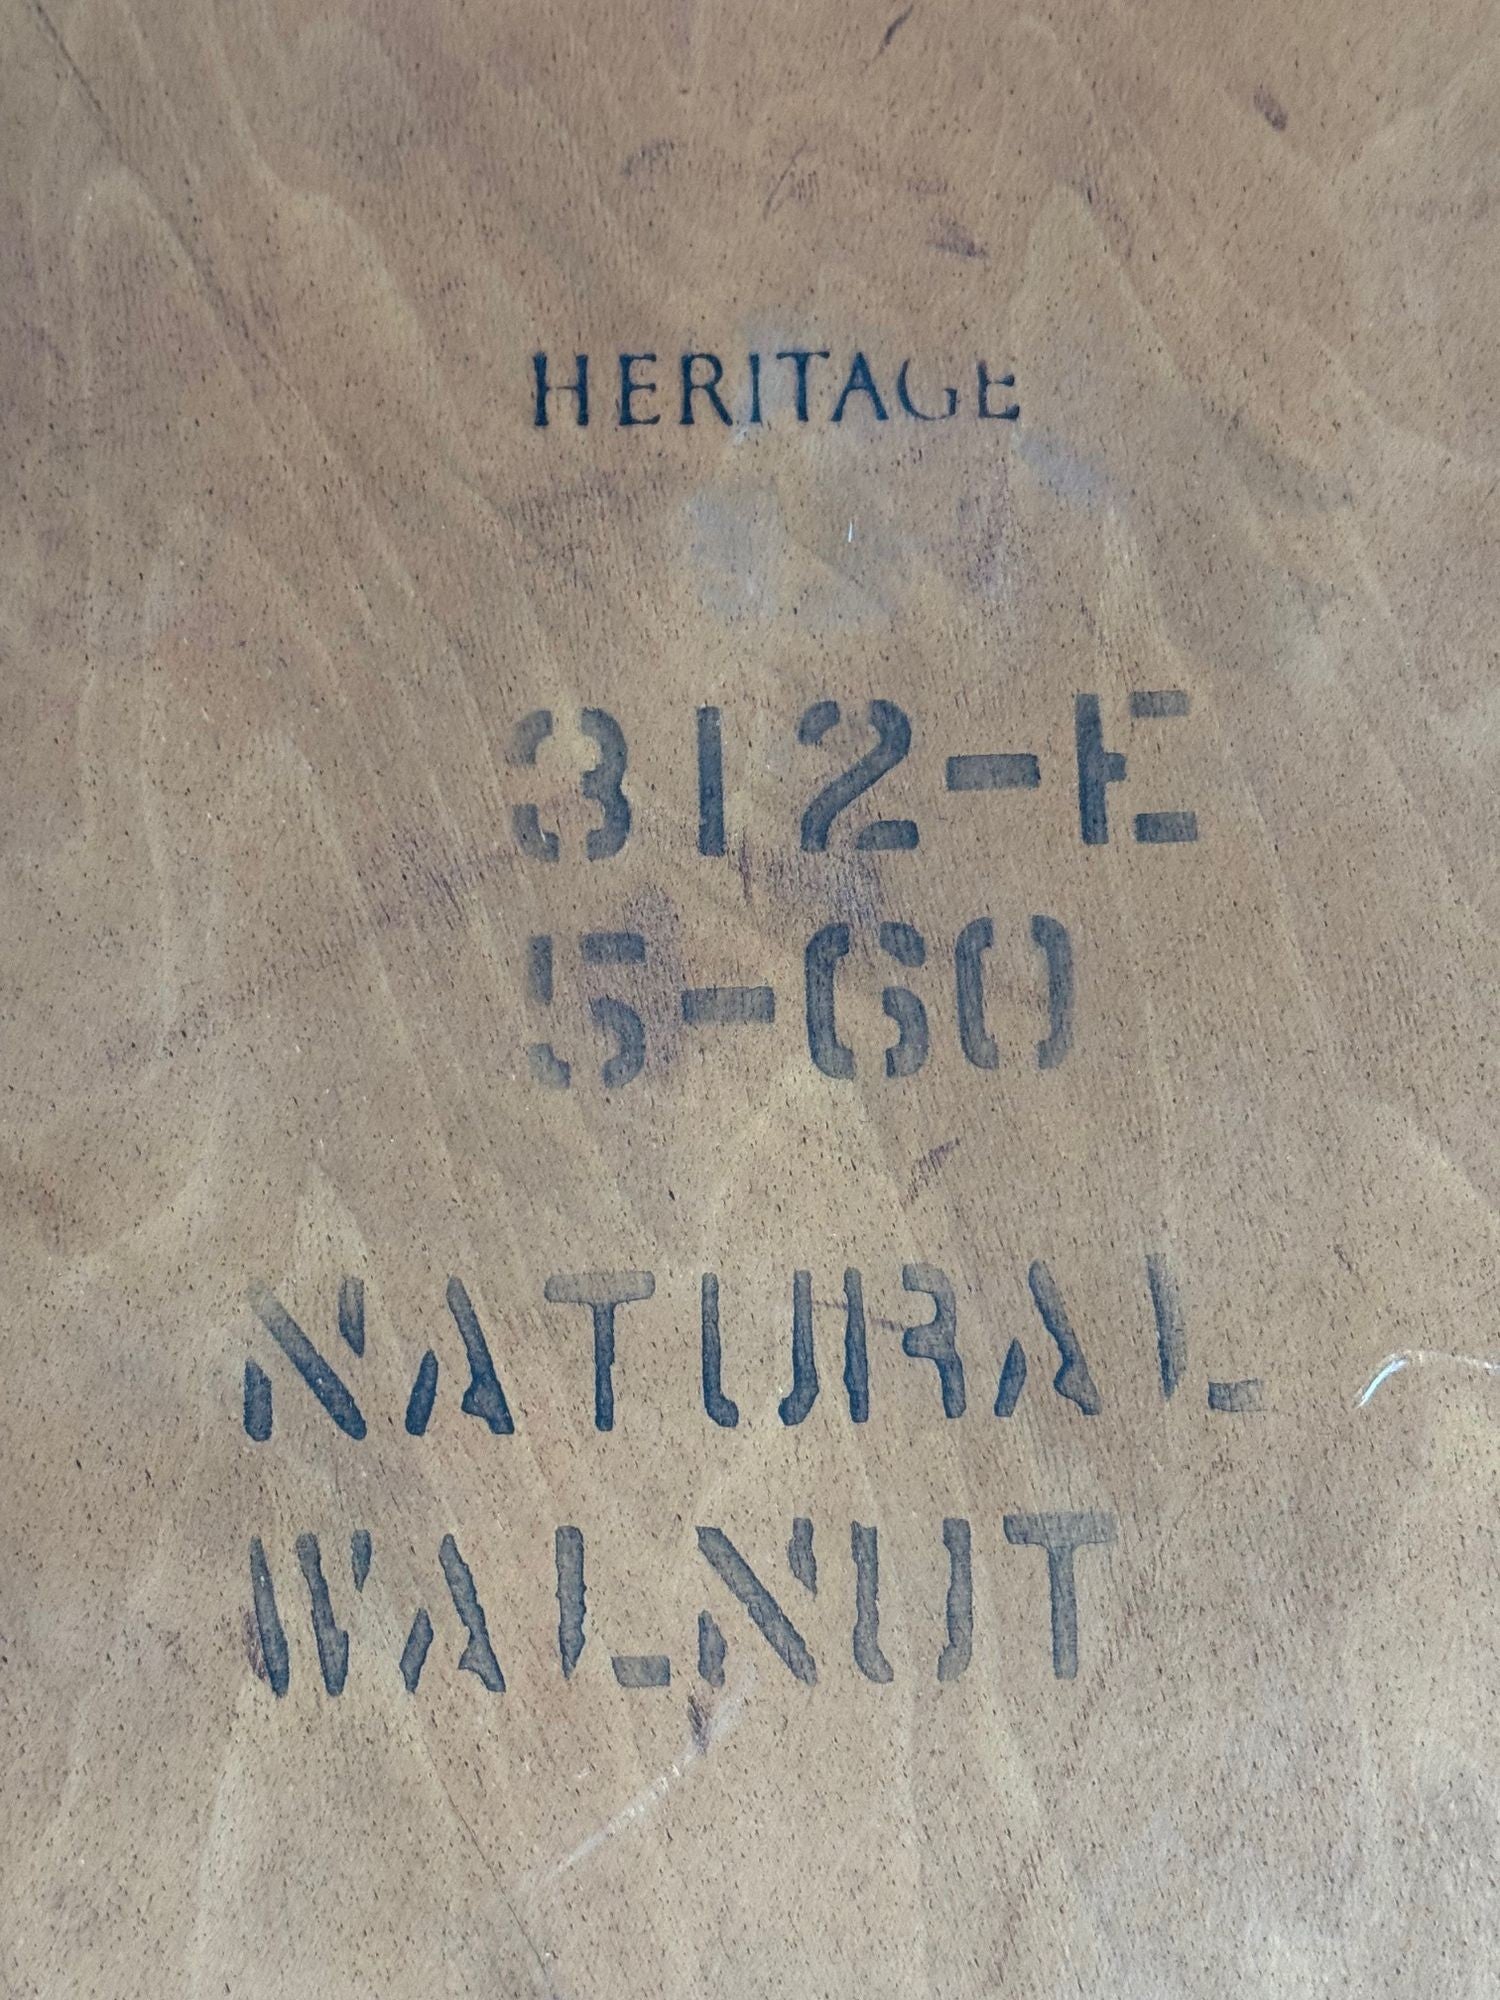 HERITAGE
312-E
5-60
NATURAL
WALNUT